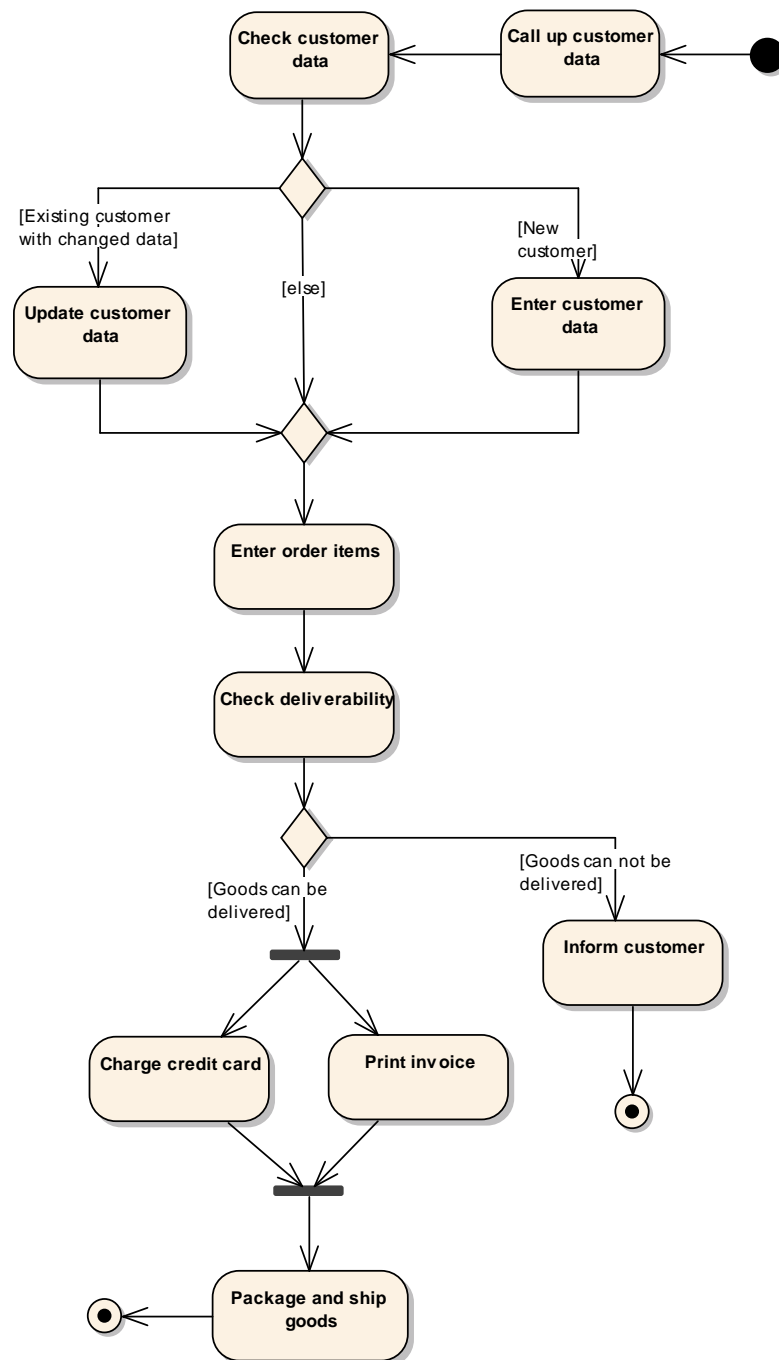 Check customer
data
Call up customer
data
[Existing customer
with changed data]
[else]
[New
customer]
Update customer
data
Enter customer
data
Enter order items
Check deliverability
[Goods can be
delivered]
[Goods can not be
delivered]
Inform customer
Charge credit card
Print invoice
Package and ship
goods